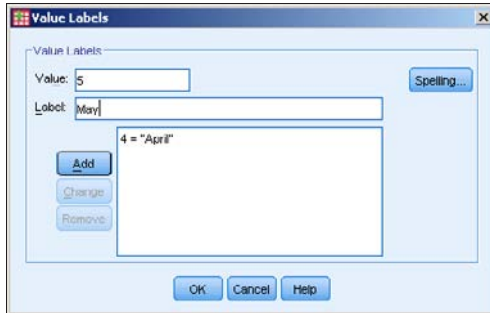 Value Labels
Value Labels
Value: 5
Spelling...
Label: May
4 = "April"
Add
Change
Remove
OK Cancel Help